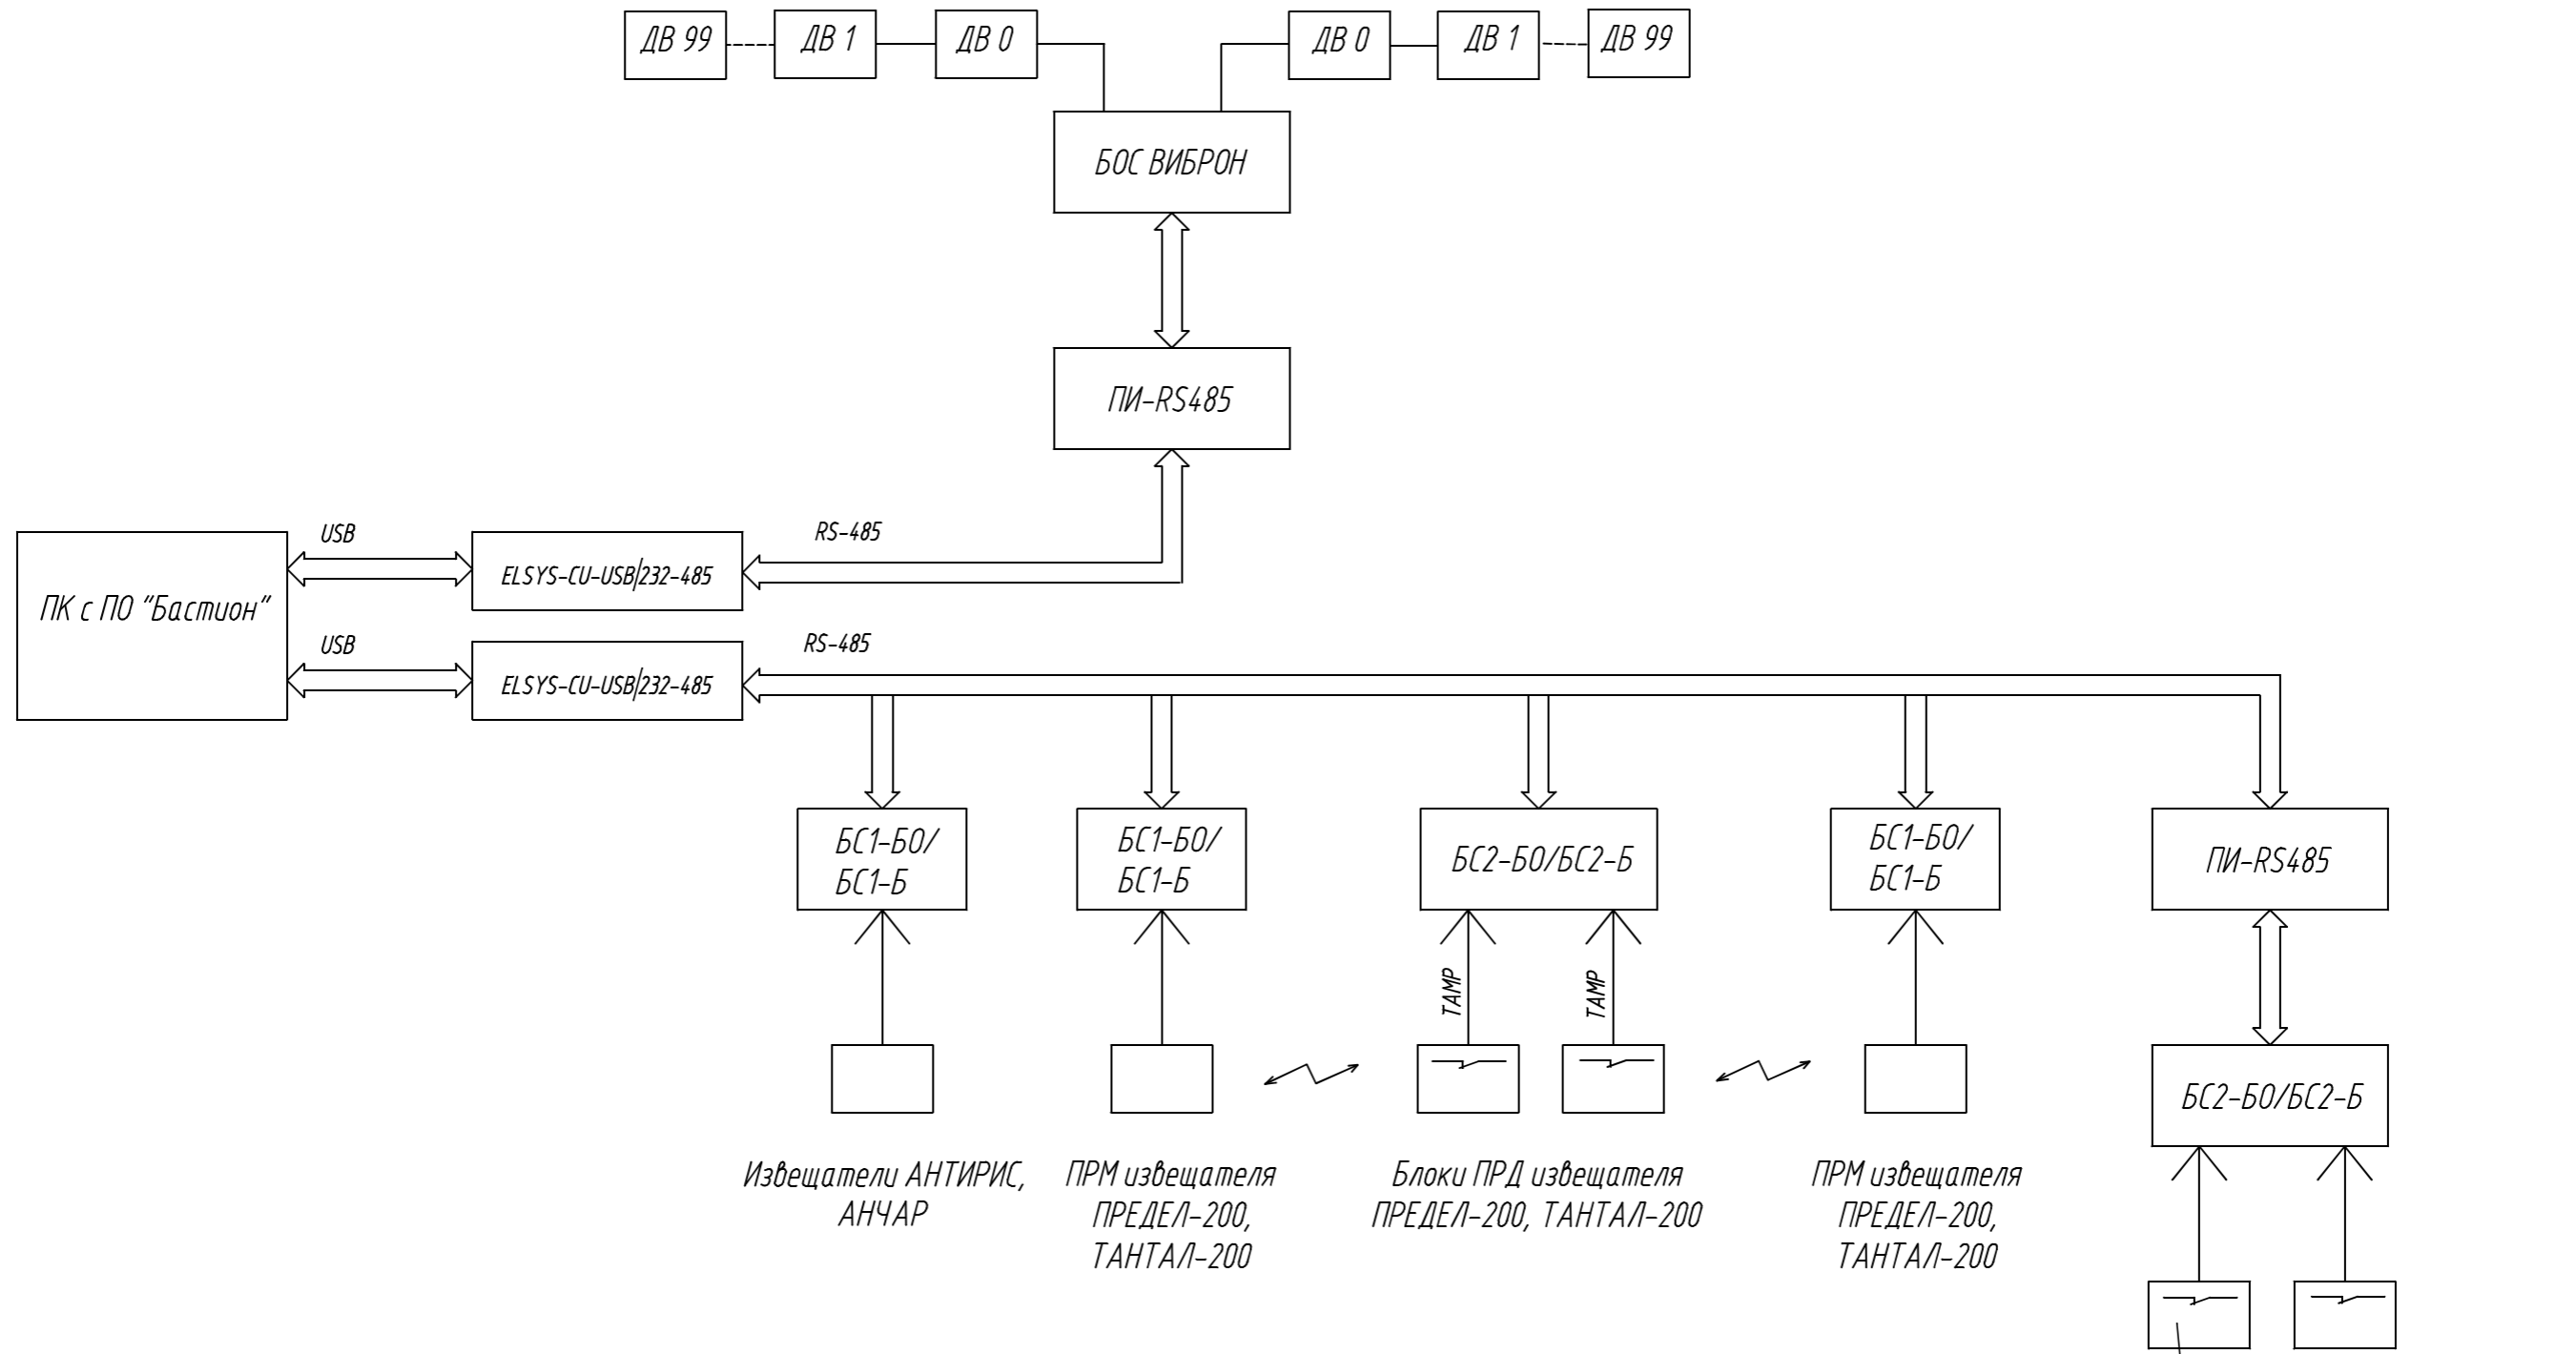 ДВ 99
ДВ 1
ДВ 0
ДВ 0
ДВ 1
ДВ 99
БОС ВИБРОН
ПИ-RS485
ПК с ПО "Бастион"
USB
ELSYS-CU-USB/232-485
RS-485
USB
ELSYS-CU-USB/232-485
RS-485
БС1-БО/
БС1-Б
БС1-БО/
БС1-Б
БС2-БО/БС2-Б
БС1-БО/
БС1-Б
ПИ-RS485
TAMP
TAMP
БС2-БО/БС2-Б
Извещатели АНТИРИС,
АНЧАР
ПРМ извещателя
ПРЕДЕЛ-200,
ТАНТАЛ-200
Блоки ПРД извещателя
ПРЕДЕЛ-200, ТАНТАЛ-200
ПРМ извещателя
ПРЕДЕЛ-200,
ТАНТАЛ-200